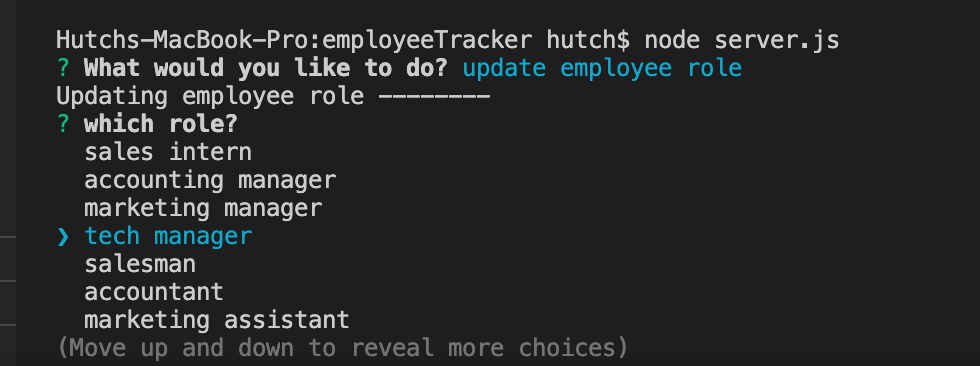 Hutchs-MacBook-Pro:employeeTracker hutch$ node server.js
? What would you like to do? update employee role
Updating employee role --------
? which role?
sales intern
accounting manager
marketing manager
❯ tech manager
salesman
accountant
marketing assistant
(Move up and down to reveal more choices)